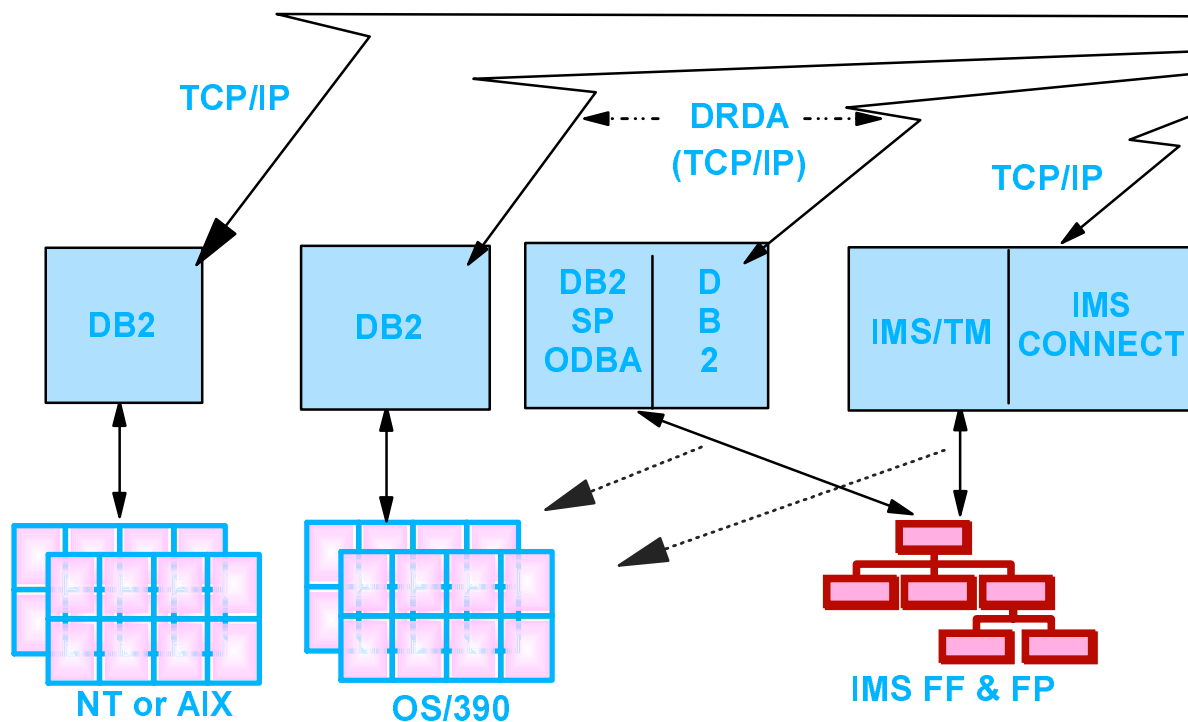 TCP/IP
DRDA
(TCP/IP)
TCP/IP
DB2
DB2
DB2
SP
ODBA
D
B
2
IMS/TM
IMS
CONNECT
NT or AIX
OS/390
IMS FF & FP